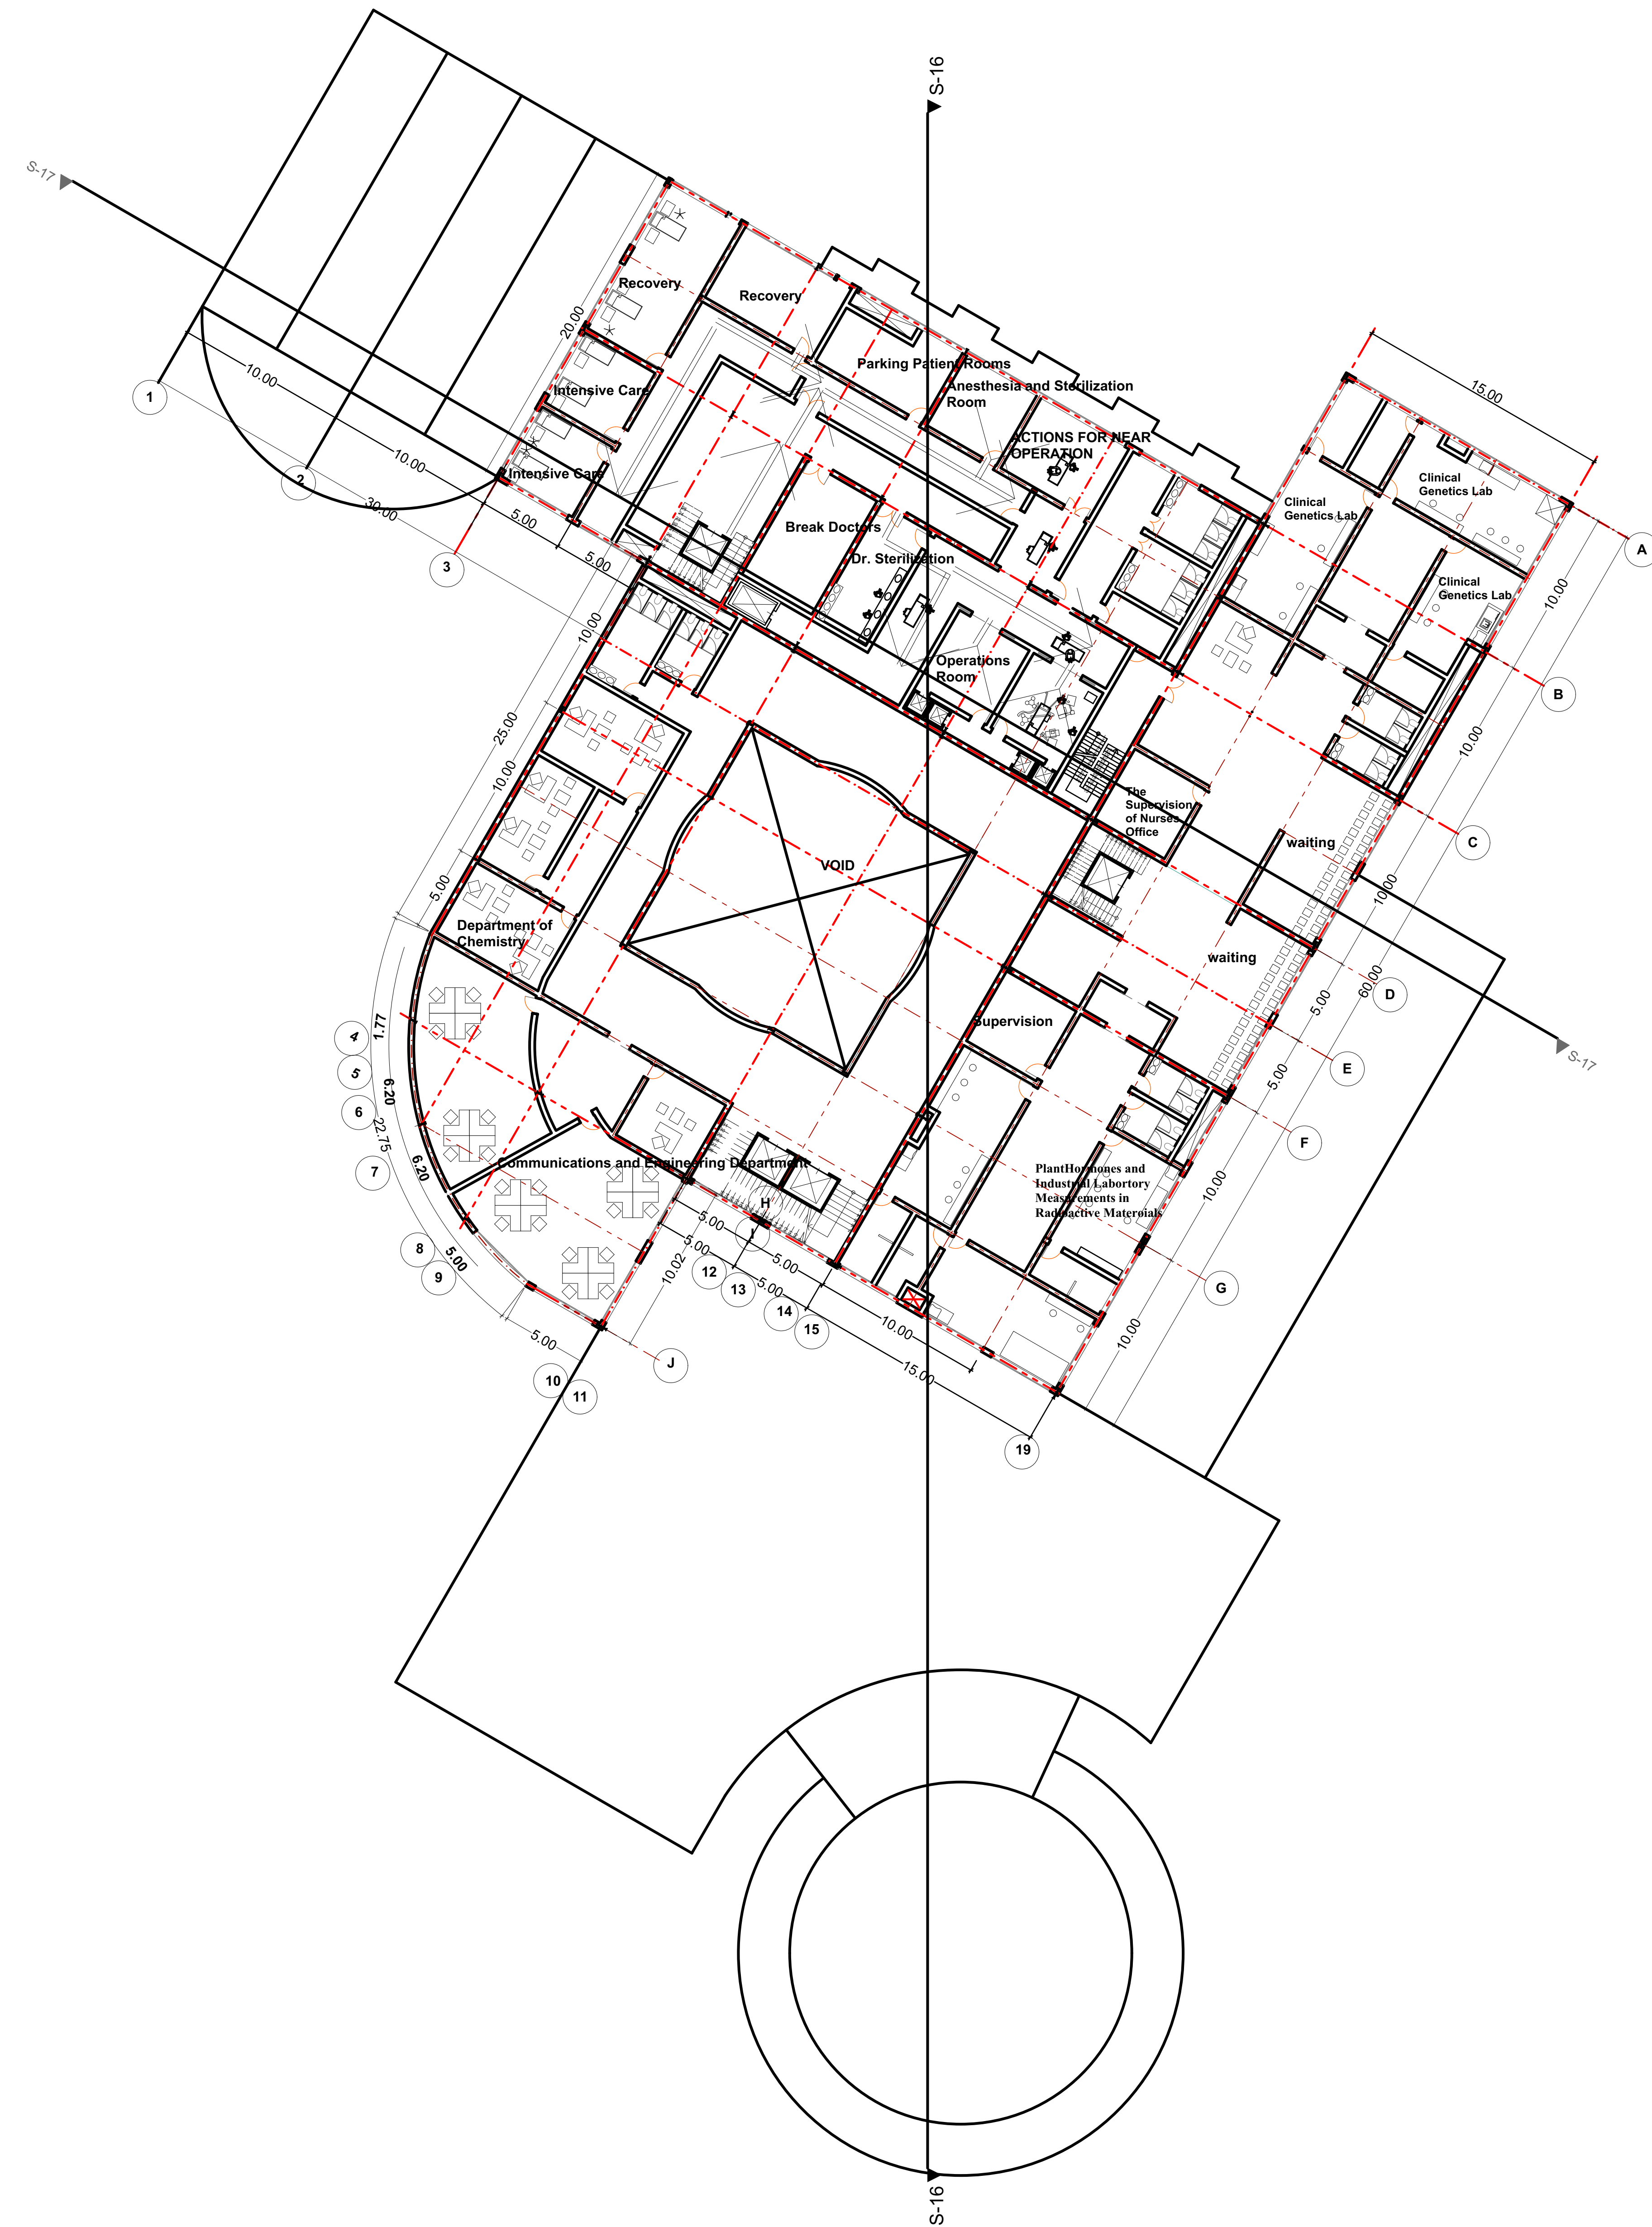 S-16
S-17
20.00
Recovery
Recovery
Parking Patient Rooms
Anesthesia and Sterilization
Room
15.00
10.00
1
Intensive Care
ACTIONS FOR NEAR
OPERATION
10.00
2
Intensive Care
Clinical
Genetics Lab
Clinical
Genetics Lab
30.00
5.00
Break Doctors
A
3
5.00
Dr. Sterilization
Clinical
Genetics Lab
10.00
10.00
Operations
Room
B
25.00
10.00
10.00
The
Supervision
of Nurses
Office
C
waiting
VOID
5.00
10.00
Department of
Chemistry
waiting
60.00
D
5.00
Supervision
4
1.77
5
E
S-17
5.00
6
6.20
22.75
F
7
6.20
Communications and Engineering Department
PlantHormones and
Industrial Labortory
Measurements in
Radioactive Materoials
10.00
H
I
5.00
8
5.00
5.00
9
10.02
12
5.00
13
5.00
G
14
15
10.00
10.00
5.00
J
15.00
10
11
19
S-16